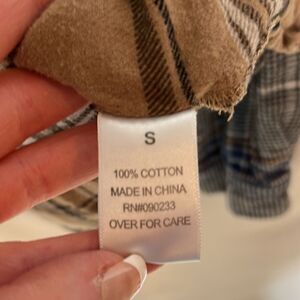 S
100% COTTON
MADE IN CHINA
RN#090233
OVER FOR CARE